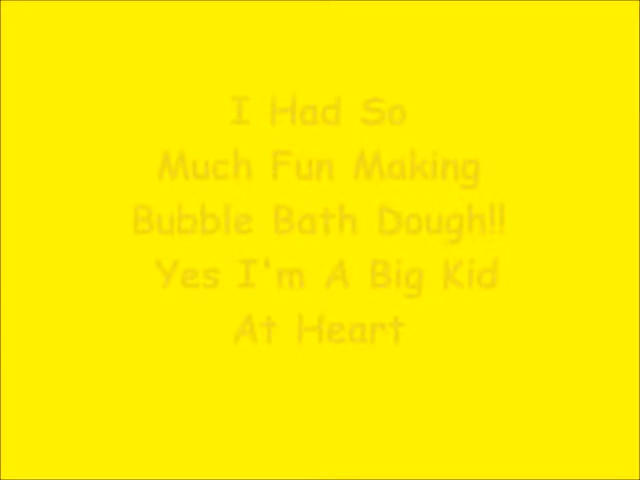 I Had So
Much Fun Making
Bubble Bath Dough!!
Yes I'm A Big Kid
At Heart